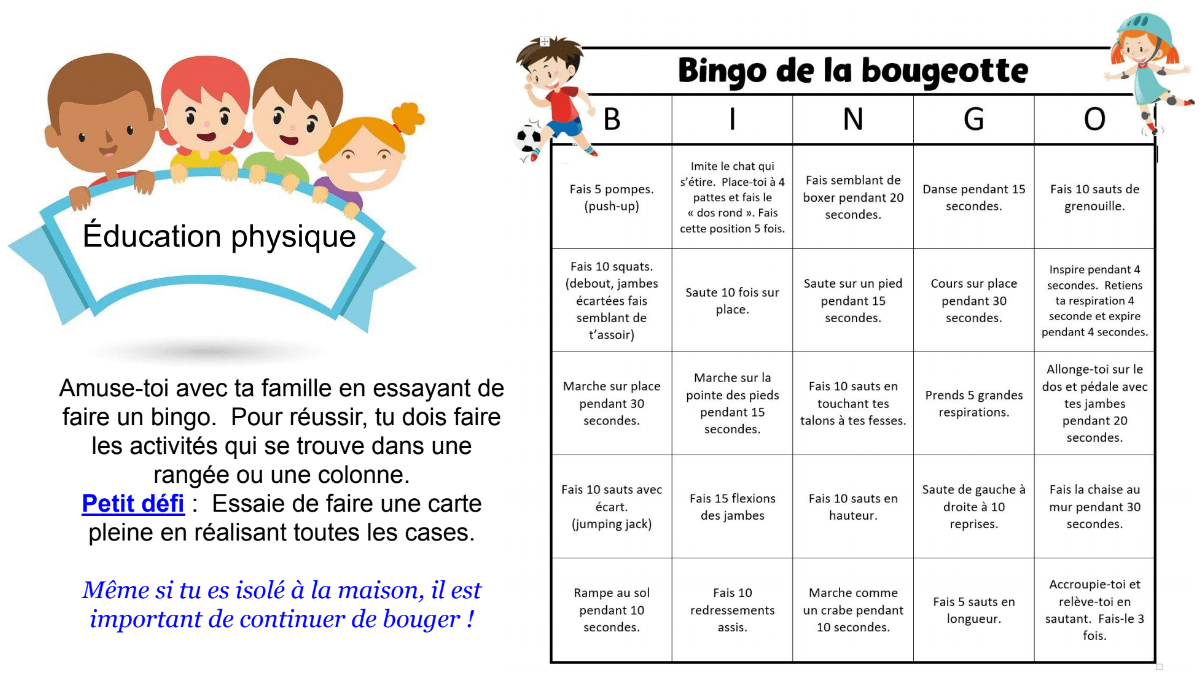 Éducation physique
Amuse-toi avec ta famille en essayant de
faire un bingo.  Pour réussir, tu dois faire
les activités qui se trouve dans une
rangée ou une colonne.
Petit défi :  Essaie de faire une carte
pleine en réalisant toutes les cases.
Même si tu es isolé à la maison, il est
important de continuer de bouger !
Bingo de la bougeotte
B I N G O
Fais 5 pompes.
(push-up)
Imite le chat qui
s’étire.  Place-toi à 4
pattes et fais le
« dos rond ». Fais
cette position 5 fois.
Fais semblant de
boxer pendant 20
secondes.
Danse pendant 15
secondes.
Fais 10 sauts de
grenouille.
Fais 10 squats.
(debout, jambes
écartées fais
semblant de
t’assoir)
Saute 10 fois sur
place.
Saute sur un pied
pendant 15
secondes.
Cours sur place
pendant 30
secondes.
Inspire pendant 4
secondes.  Retiens
ta respiration 4
seconde et expire
pendant 4 secondes.
Marche sur place
pendant 30
secondes.
Marche sur la
pointe des pieds
pendant 15
secondes.
Fais 10 sauts en
touchant tes
talons à tes fesses.
Prends 5 grandes
respirations.
Allonge-toi sur le
dos et pédale avec
tes jambes
pendant 20
secondes.
Fais 10 sauts avec
écart.
(jumping jack)
Fais 15 flexions
des jambes
Fais 10 sauts en
hauteur.
Saute de gauche à
droite à 10
reprises.
Fais la chaise au
mur pendant 30
secondes.
Rampe au sol
pendant 10
secondes.
Fais 10
redressements
assis.
Marche comme
un crabe pendant
10 secondes.
Fais 5 sauts en
longueur.
Accroupie-toi et
relève-toi en
sautant.  Fais-le 3
fois.